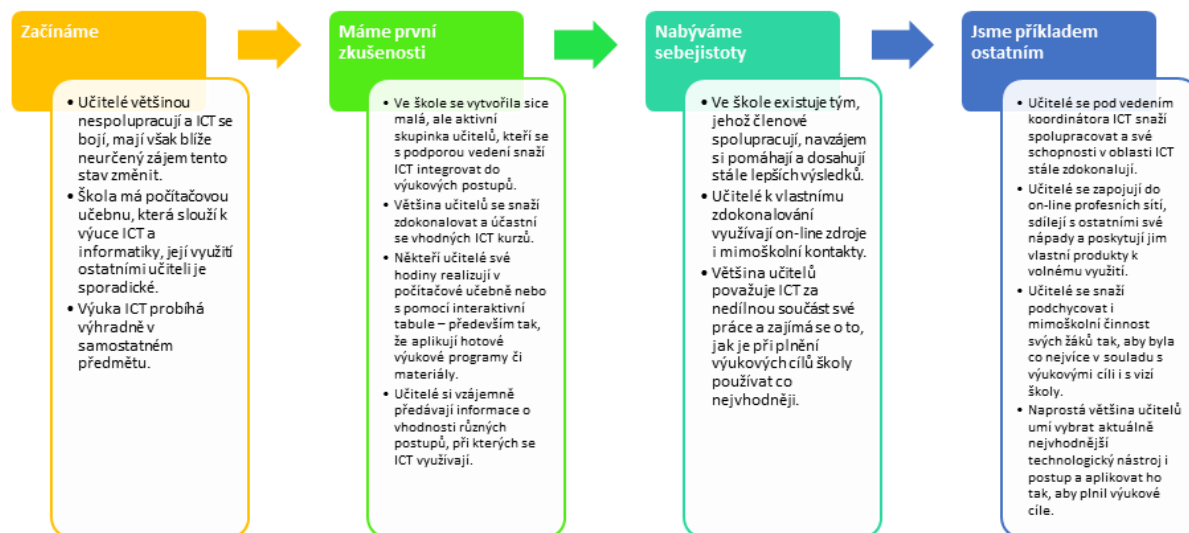 Začínáme
• Učitelé většinou
nespolupracují a ICT se
bojí, mají však blíže
neurčený zájem tento
stav změnit.
• Škola má počítačovou
učebnu, která slouží k
výuce ICT a
informatiky, její využití
ostatními učiteli je
sporadické.
• Výuka ICT probíhá
výhradně v
samostatném
předmětu.
Máme první
zkušenosti
• Ve škole se vytvořila sice
malá, ale aktivní
skupinka učitelů, kteří se
s podporou vedení snaží
ICT integrovat do
výukových postupů.
• Většina učitelů se snaží
zdokonalovat a účastní
se vhodných ICT kurzů.
• Někteří učitelé své
hodiny realizují v
počítačové učebně nebo
s pomocí interaktivní
tabule – především tak,
že aplikují hotové
výukové programy či
materiály.
• Učitelé si vzájemně
předávají informace o
vhodnosti různých
postupů, při kterých se
ICT využívají.
Nabýváme
sebejistoty
• Ve škole existuje tým,
jehož členové
spolupracují, navzájem
si pomáhají a dosahují
stále lepších výsledků.
• Učitelé k vlastnímu
zdokonalování
využívají on-line zdroje
i mimoškolní kontakty.
• Většina učitelů
považuje ICT za
nedílnou součást své
práce a zajímá se o to,
jak je při plnění
výukových cílů školy
používat co
nejvhodněji.
Jsme příkladem
ostatním
• Učitelé se pod vedením
koordinátora ICT snaží
spolupracovat a své
schopnosti v oblasti ICT
stále zdokonalují.
• Učitelé se zapojují do
on-line profesních sítí,
sdílejí s ostatními své
nápady a poskytují jim
vlastní produkty k
volnému využití.
• Učitelé se snaží
podchycovat i
mimoškolní činnost
svých žáků tak, aby byla
co nejvíce v souladu s
výukovými cíli i s vizí
školy.
• Naprostá většina učitelů
umí vybrat aktuálně
nejvhodnější
technologický nástroj i
postup a aplikovat ho
tak, aby plnil výukové
cíle.